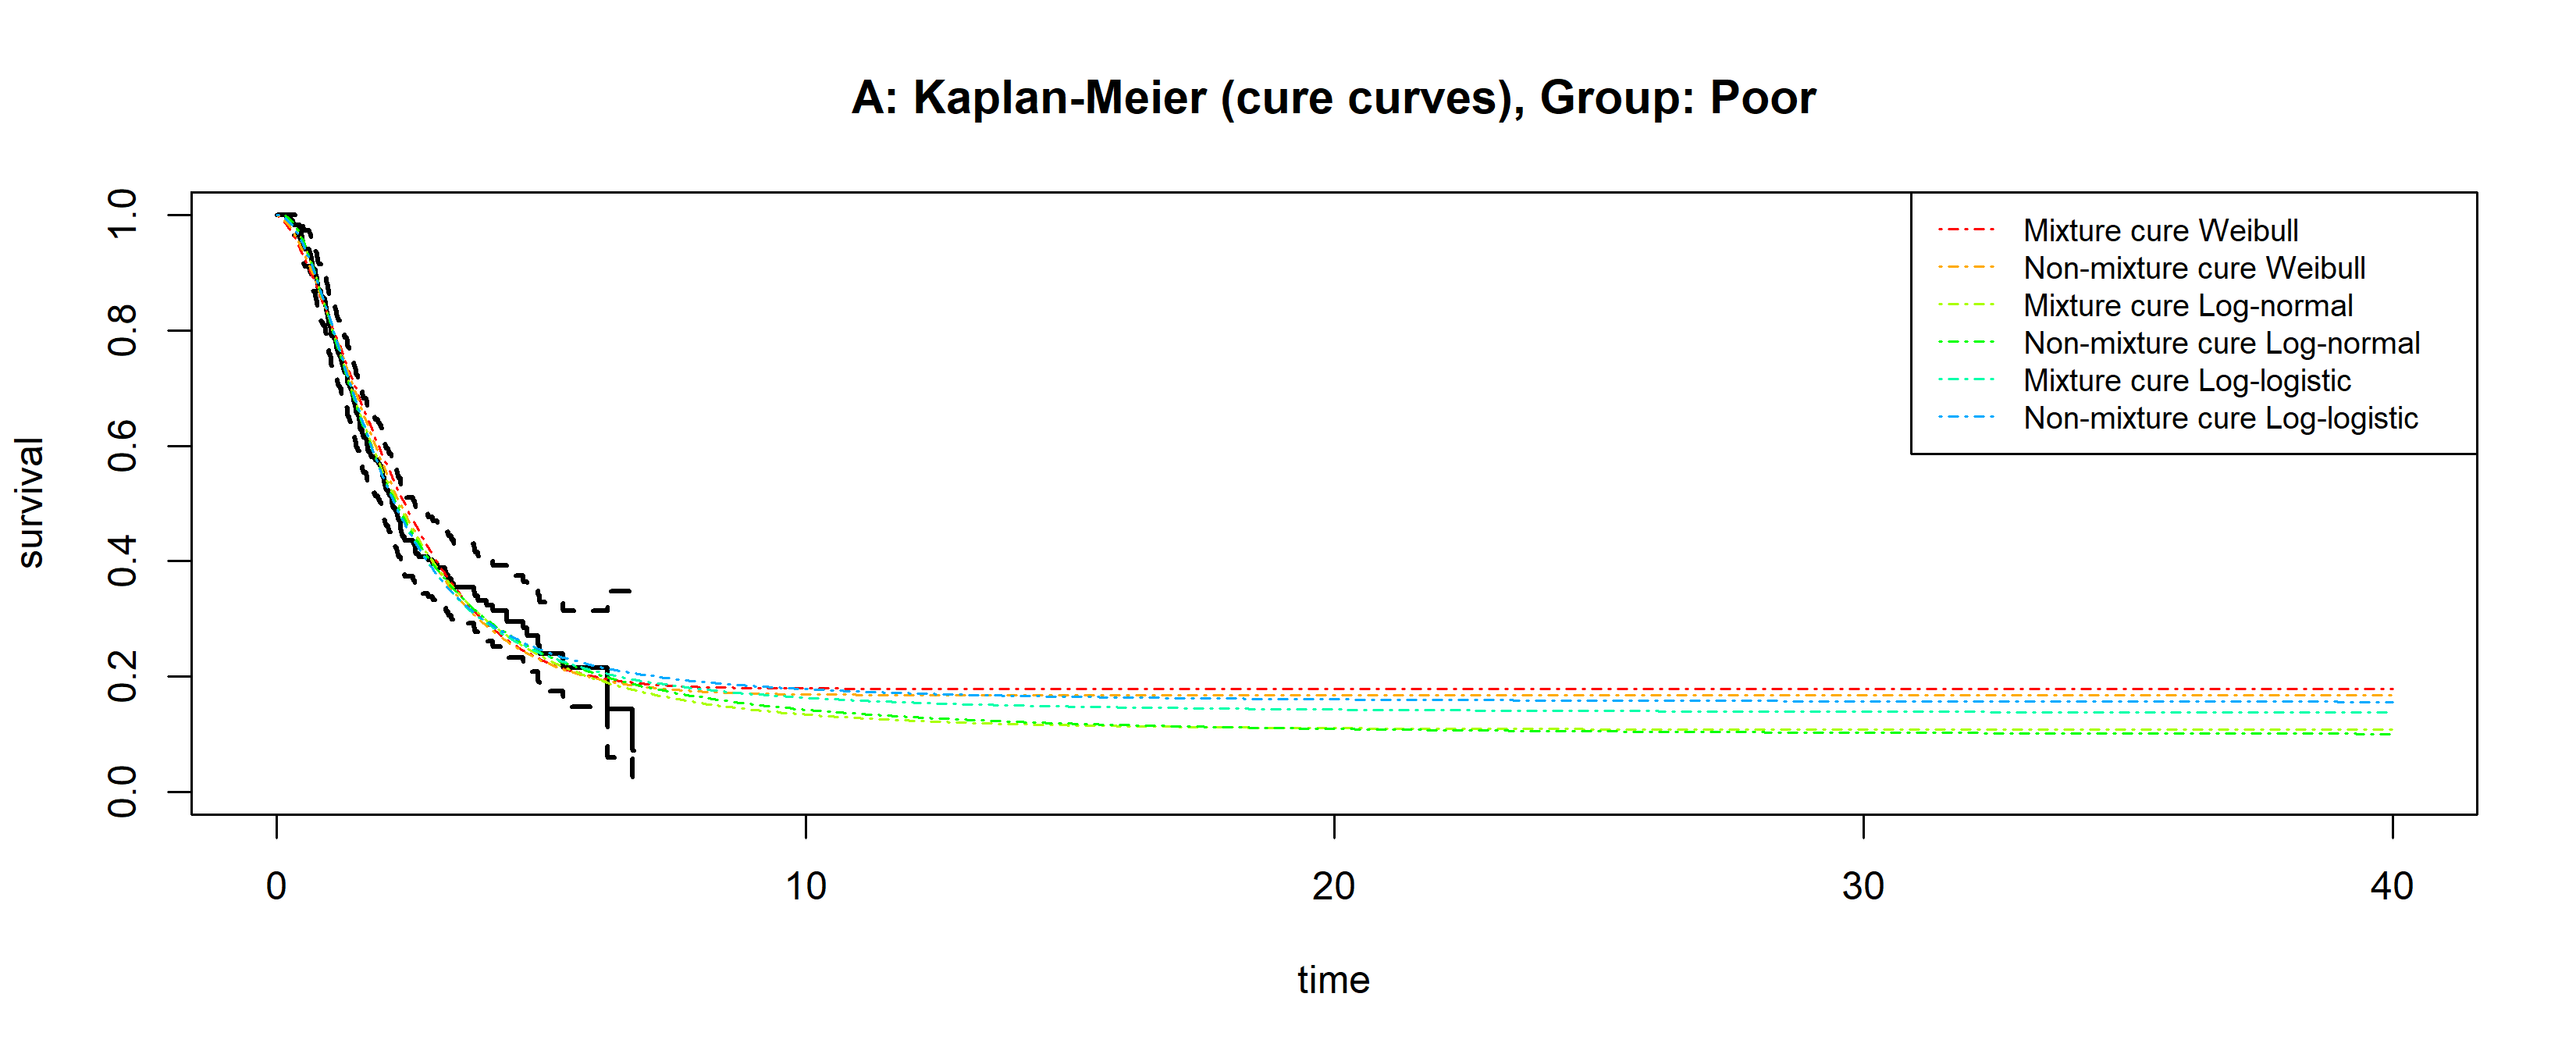 A: Kaplan-Meier (cure curves), Group: Poor
survival
1.0
0.8
0.6
0.4
0.2
0.0
Mixture cure Weibull
Non-mixture cure Weibull
Mixture cure Log-normal
Non-mixture cure Log-normal
Mixture cure Log-logistic
Non-mixture cure Log-logistic
0 10 20 30 40
time